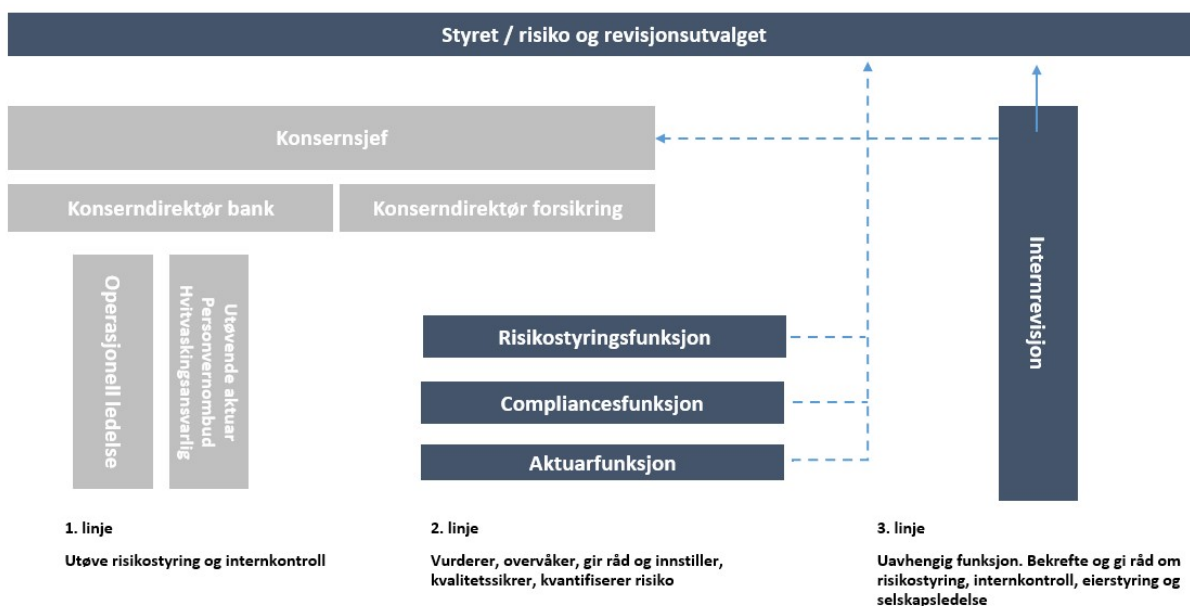 Styret / risiko og revisjonsutvalget
Konsernsjef
Konserndirektør bank
Konserndirektør forsikring
Operasjonell ledelse
Utøvende aktuar
Personvernombud
Hvitvaskingsansvarlig
Risikostyringsfunksjon
Compliancesfunksjon
Aktuarfunksjon
Internrevisjon
1. linje
Utøve risikostyring og internkontroll
2. linje
Vurderer, overvåker, gir råd og innstiller,
kvalitetssikrer, kvantifiserer risiko
3. linje
Uavhengig funksjon. Bekrefte og gi råd om
risikostyring, internkontroll, eierstyring og
selskapsledelse